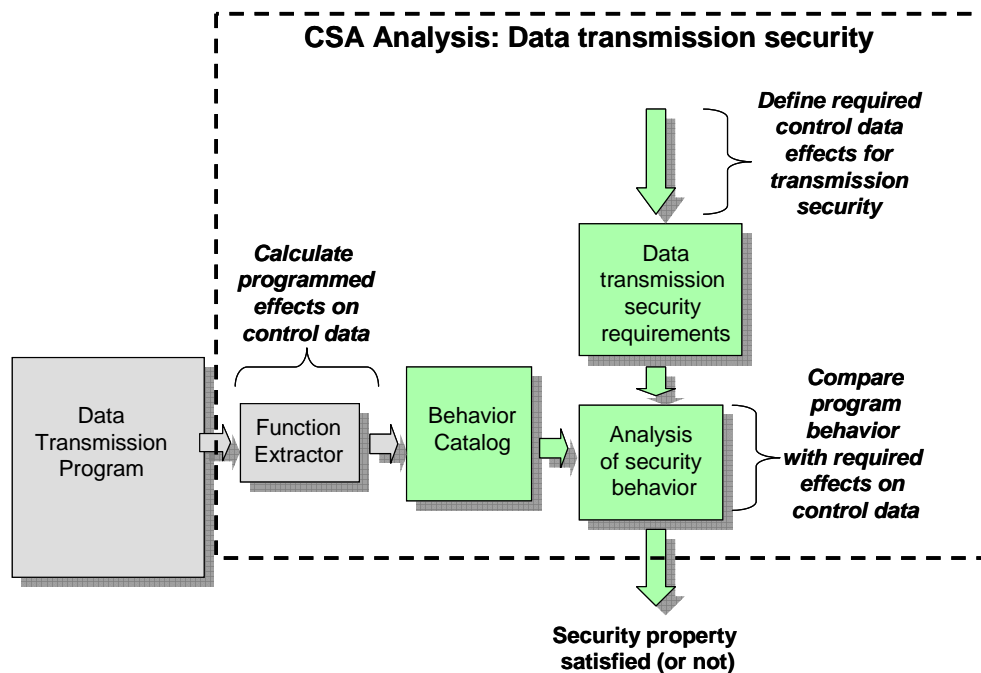 CSA Analysis: Data transmission security
Define required
control data
effects for
transmission
security
Calculate
programmed
effects on
control data
Data
transmission
security
requirements
Data
Transmission
Program
Function
Extractor
Behavior
Catalog
Analysis
of security
behavior
Compare
program
behavior
with required
effects on
control data
Security property
satisfied (or not)